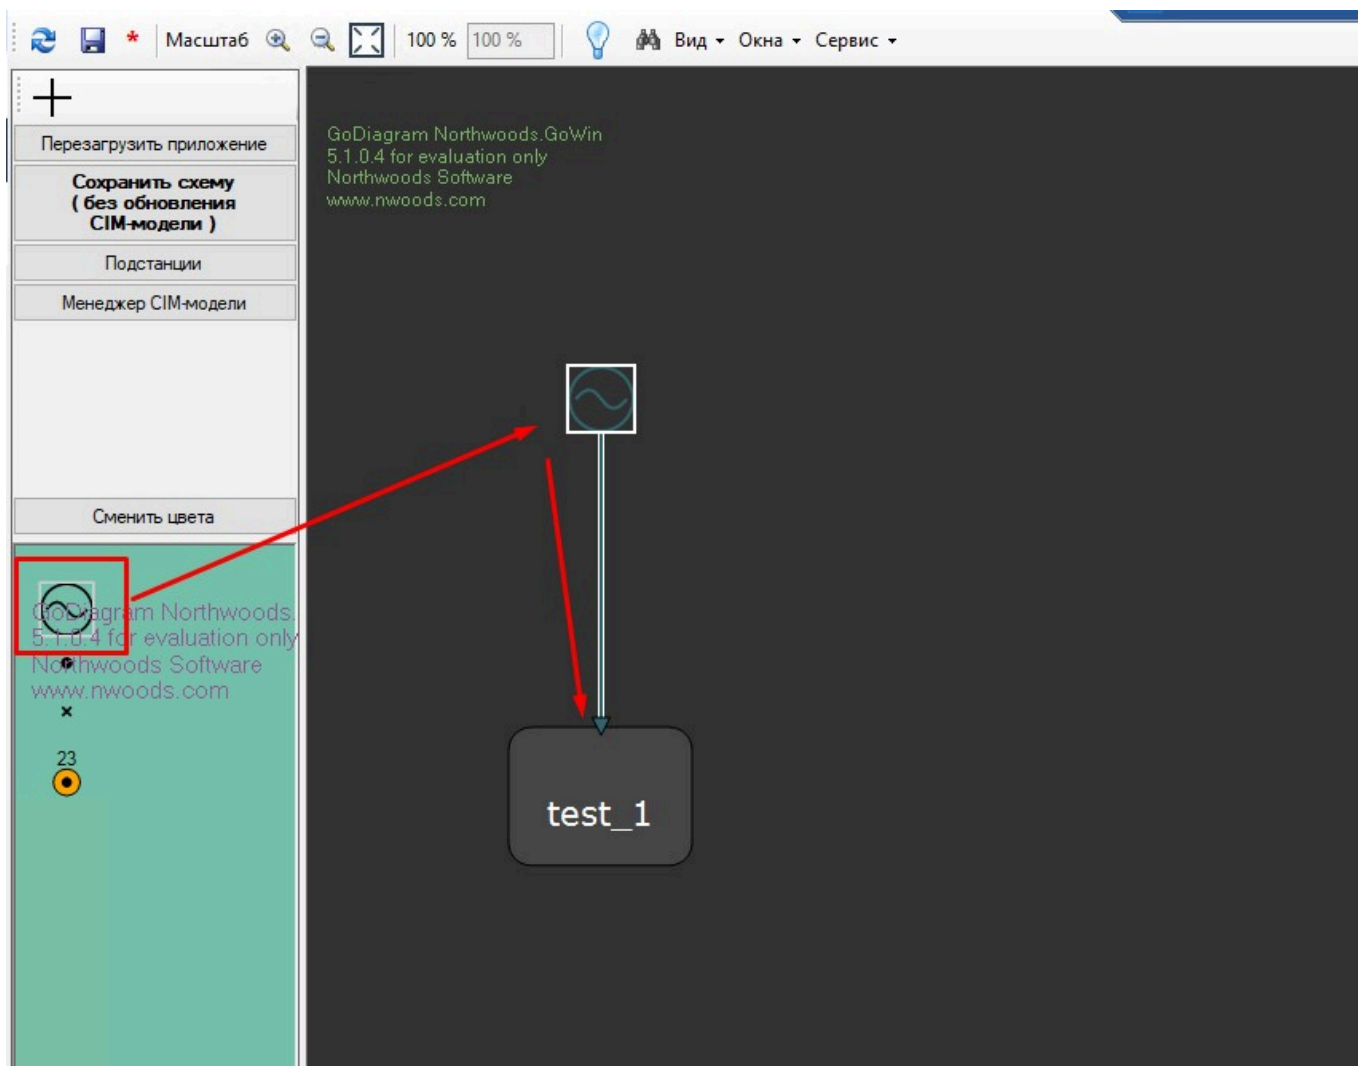 Масштаб 100 % 100 % Вид Окна Сервис
Перезагрузить приложение
Сохранить схему
( без обновления
CIM-модели )
Подстанции
Менеджер CIM-модели
Сменить цвета
GoDiagram Northwoods.
5.1.0.4 for evaluation only
Northwoods Software
www.nwoods.com
23
GoDiagram Northwoods.GoWin
5.1.0.4 for evaluation only
Northwoods Software
www.nwoods.com
test_1